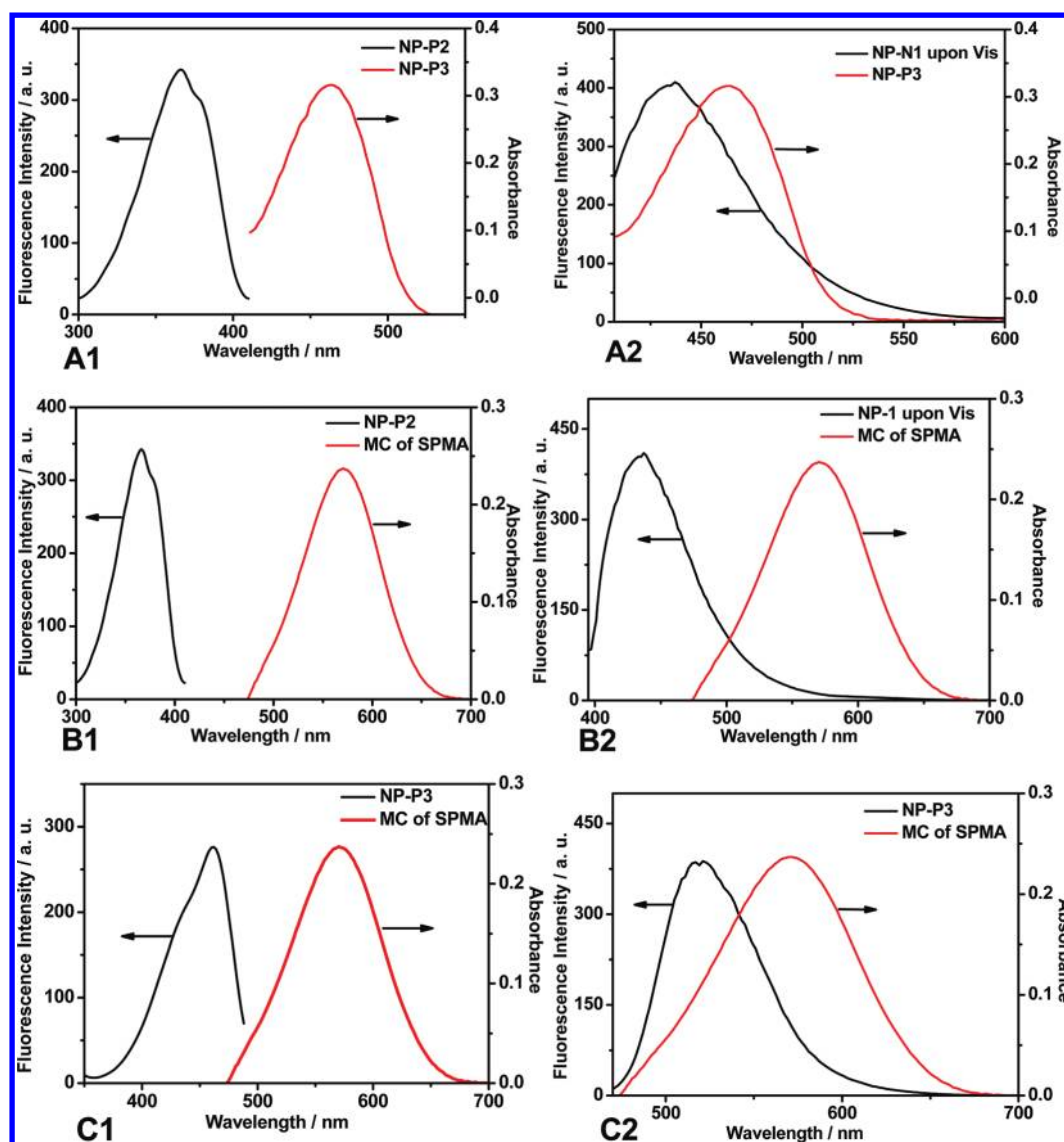 400
300
200
100
0
Fluorescence Intensity / a. u.
NP-P2
NP-P3
0.4
0.3
0.2
0.1
0.0
Absorbance
300
400
500
Wavelength / nm
A1
500
400
300
200
100
0
Flurescence Intensity / a. u.
NP-N1 upon Vis
NP-P3
0.4
0.3
0.2
0.1
0.0
Absorbance
450
500
550
600
Wavelength / nm
A2
400
300
200
100
0
Fluorescence Intensity / a. u.
NP-P2
MC of SPMA
0.3
0.2
0.1
0.0
Absorbance
300
400
500
600
700
Wavelength / nm
B1
450
300
150
0
Fluorescence Intensity / a. u.
NP-1 upon Vis
MC of SPMA
0.3
0.2
0.1
0.0
Absorbance
400
500
600
700
Wavelength / nm
B2
300
200
100
0
Fluorescence Intensity / a. u.
NP-P3
MC of SPMA
0.3
0.2
0.1
0.0
Absorbance
400
500
600
700
Wavelength / nm
C1
450
300
150
0
Fluorescence Intensity / a. u.
NP-P3
MC of SPMA
0.3
0.2
0.1
0.0
Absorbance
500
600
700
Wavelength / nm
C2